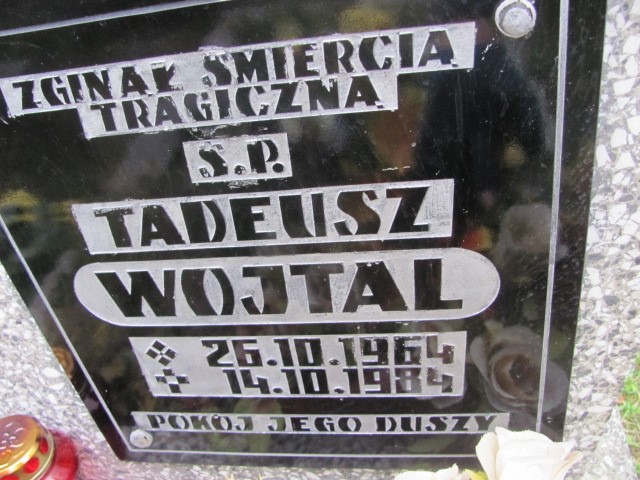 ZGINĄŁ ŚMIERCIĄ
TRAGICZNĄ
Ś.P.
TADEUSZ
WOJTAL
26.10.1964
14.10.1984
POKÓJ JEGO DUSZY